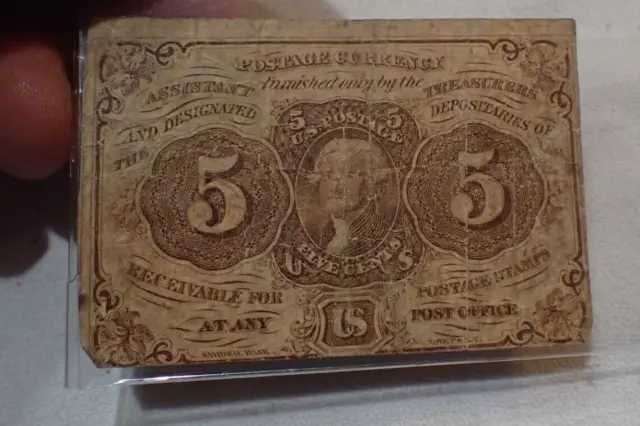 POSTAGE CURRENCY
furnished only by the
ASSISTANT TREASURERS
AND DESIGNATED DEPOSITARIES OF
THE
5 5
U.S. POSTAGE
5 5
FIVE CENTS
U S
RECEIVABLE FOR POSTAGE STAMPS
AT ANY US POST OFFICE
BANK